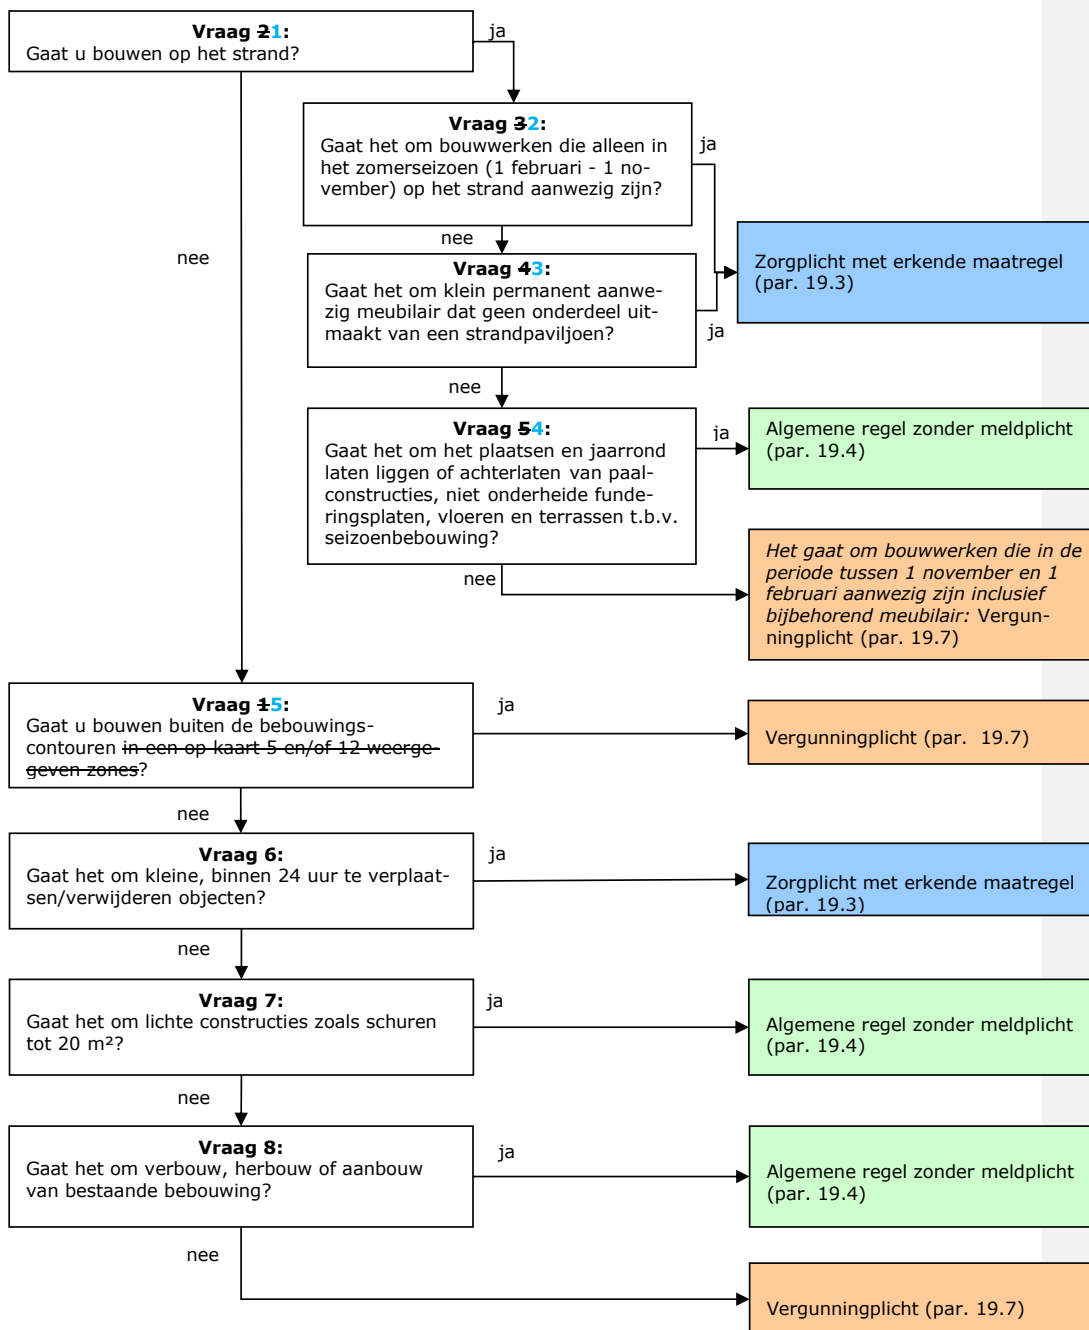 Vraag 21:
Gaat u bouwen op het strand?
ja
Vraag 32:
Gaat het om bouwwerken die alleen in
het zomerseizoen (1 februari - 1 no-
vember) op het strand aanwezig zijn?
ja
nee
nee
Zorgplicht met erkende maatregel
(par. 19.3)
Vraag 43:
Gaat het om klein permanent aanwe-
zig meubilair dat geen onderdeel uit-
maakt van een strandpaviljoen?
ja
nee
Vraag 54:
Gaat het om het plaatsen en jaarrond
laten liggen of achterlaten van paal-
constructies, niet onderheide funde-
ringsplaten, vloeren en terrassen t.b.v.
seizoenbebouwing?
ja
Algemene regel zonder meldplicht
(par. 19.4)
nee
Het gaat om bouwwerken die in de
periode tussen 1 november en 1
februari aanwezig zijn inclusief
bijbehorend meubilair: Vergun-
ningplicht (par. 19.7)
Vraag 15:
Gaat u bouwen buiten de bebouwings-
contouren in een op kaart 5 en/of 12 weerge-
geven zones?
ja
Vergunningplicht (par. 19.7)
nee
Vraag 6:
Gaat het om kleine, binnen 24 uur te verplaat-
sen/verwijderen objecten?
ja
Zorgplicht met erkende maatregel
(par. 19.3)
nee
Vraag 7:
Gaat het om lichte constructies zoals schuren
tot 20 m²?
ja
Algemene regel zonder meldplicht
(par. 19.4)
nee
Vraag 8:
Gaat het om verbouw, herbouw of aanbouw
van bestaande bebouwing?
ja
Algemene regel zonder meldplicht
(par. 19.4)
nee
Vergunningplicht (par. 19.7)